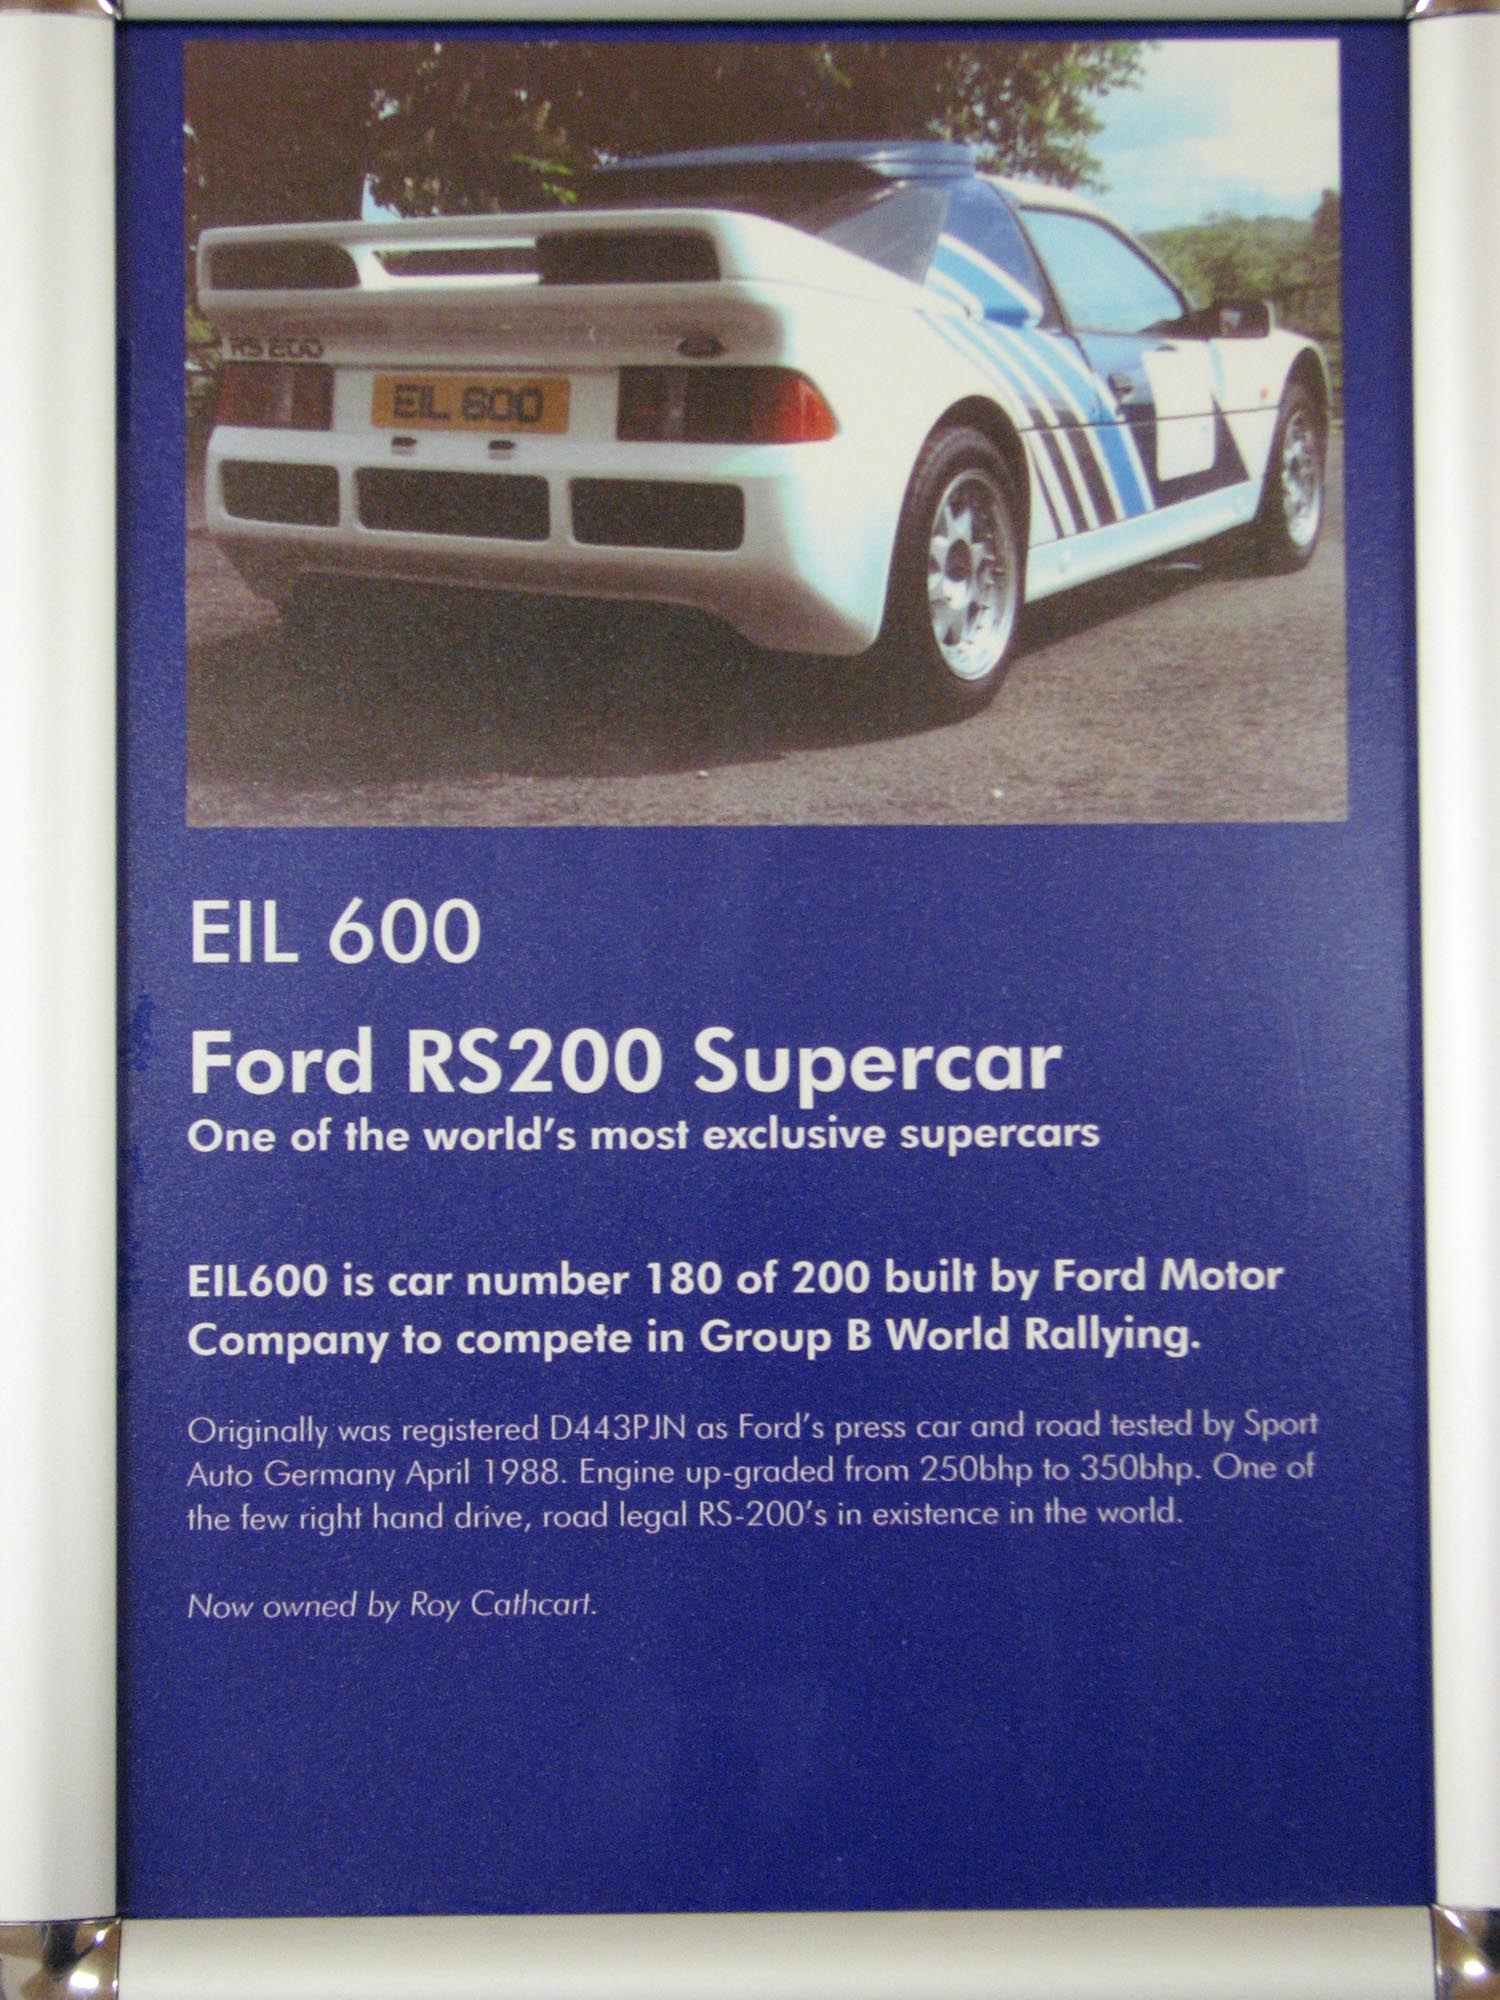 RS200
EIL 600
EIL 600
Ford RS200 Supercar
One of the world's most exclusive supercars
EIL600 is car number 180 of 200 built by Ford Motor
Company to compete in Group B World Rallying.
Originally was registered D443PJN as Ford's press car and road tested by Sport
Auto Germany April 1988. Engine up-graded from 250bhp to 350bhp. One of
the few right hand drive, road legal RS-200's in existence in the world.
Now owned by Roy Cathcart.